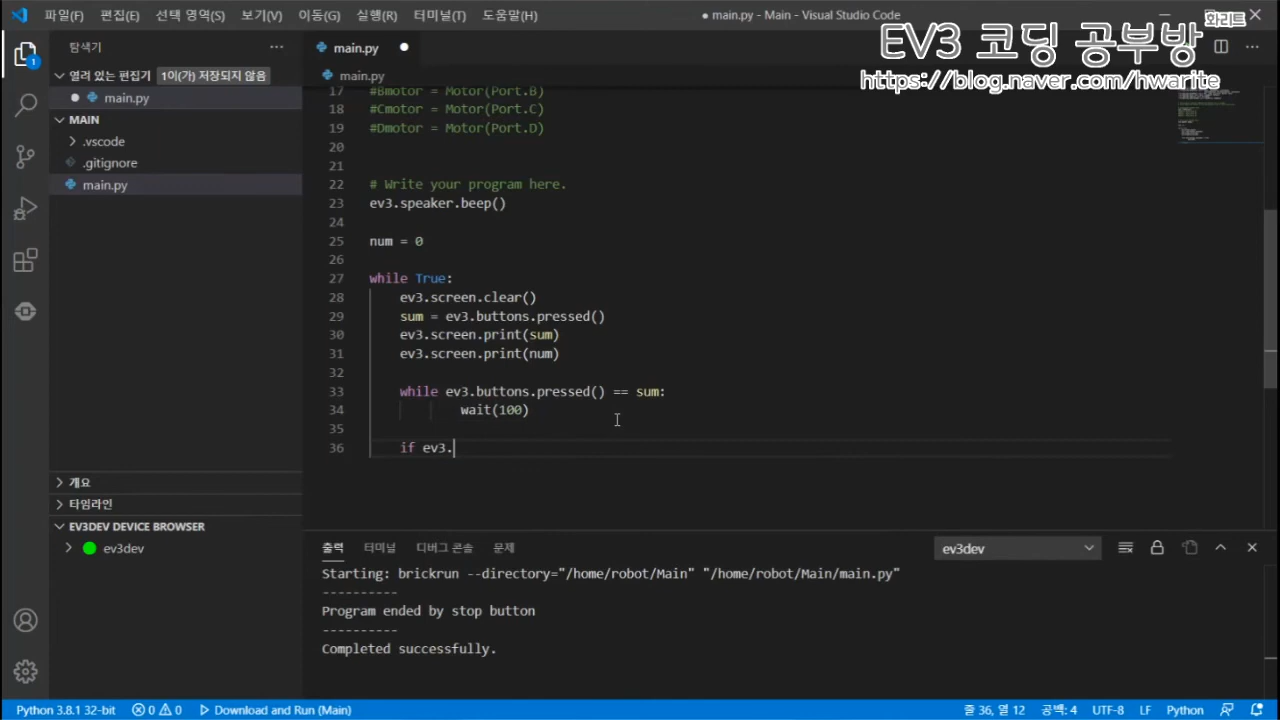 파일(F) 편집(E) 선택 영역(S) 보기(V) 이동(G) 실행(R) 터미널(T) 도움말(H) ● main.py - Main - Visual Studio Code
화리트
EV3 코딩 공부방
https://blog.naver.com/hwarite
탐색기
main.py
main.py
열려 있는 편집기 1이(가) 저장되지 않음
main.py
MAIN
.vscode
.gitignore
main.py
개요
타임라인
EV3DEV DEVICE BROWSER
ev3dev
17 #Bmotor = Motor(Port.B)
18 #Cmotor = Motor(Port.C)
19 #Dmotor = Motor(Port.D)
20
21
22 # Write your program here.
23 ev3.speaker.beep()
24
25 num = 0
26
27 while True:
28 ev3.screen.clear()
29 sum = ev3.buttons.pressed()
30 ev3.screen.print(sum)
31 ev3.screen.print(num)
32
33 while ev3.buttons.pressed() == sum:
34 wait(100)
35
36 if ev3.
출력 터미널 디버그 콘솔 문제 ev3dev
Starting: brickrun --directory="/home/robot/Main" "/home/robot/Main/main.py"
----------
Program ended by stop button
----------
Completed successfully.
1
Python 3.8.1 32-bit 0 0 Download and Run (Main) 줄 36, 열 12 공백: 4 UTF-8 LF Python